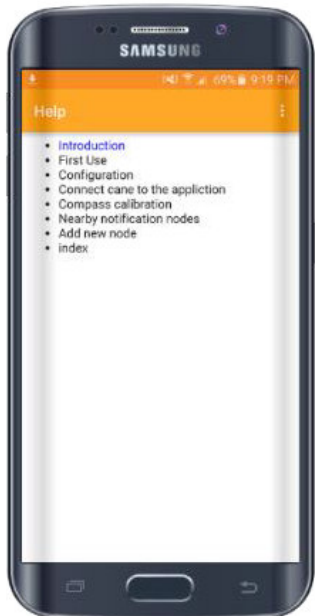 SAMSUNG
69% 9:19 PM
Help
Introduction
First Use
Configuration
Connect cane to the appliction
Compass calibration
Nearby notification nodes
Add new node
index